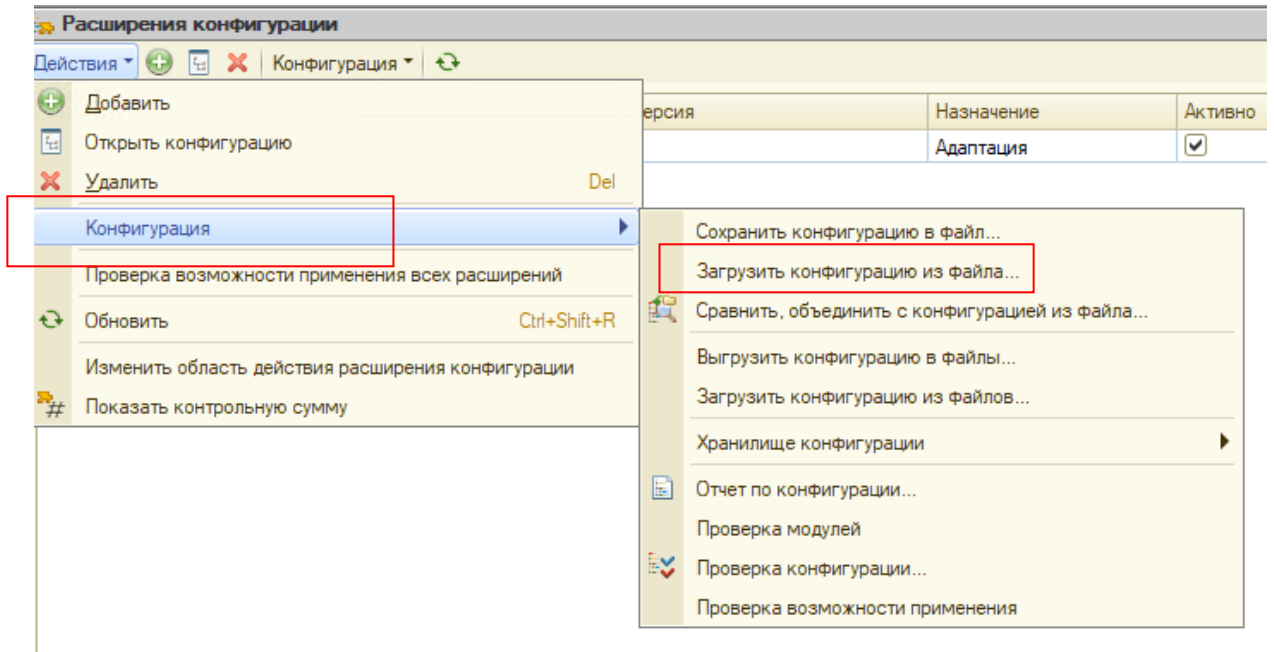 Расширения конфигурации
Действия Конфигурация
Добавить
ерсия Назначение Активно
Открыть конфигурацию
Адаптация
Удалить Del
Конфигурация
Сохранить конфигурацию в файл...
Проверка возможности применения всех расширений
Загрузить конфигурацию из файла...
Обновить Ctrl+Shift+R
Сравнить, объединить с конфигурацией из файла...
Изменить область действия расширения конфигурации
Выгрузить конфигурацию в файлы...
Показать контрольную сумму
Загрузить конфигурацию из файлов...
Хранилище конфигурации
Отчет по конфигурации...
Проверка модулей
Проверка конфигурации...
Проверка возможности применения